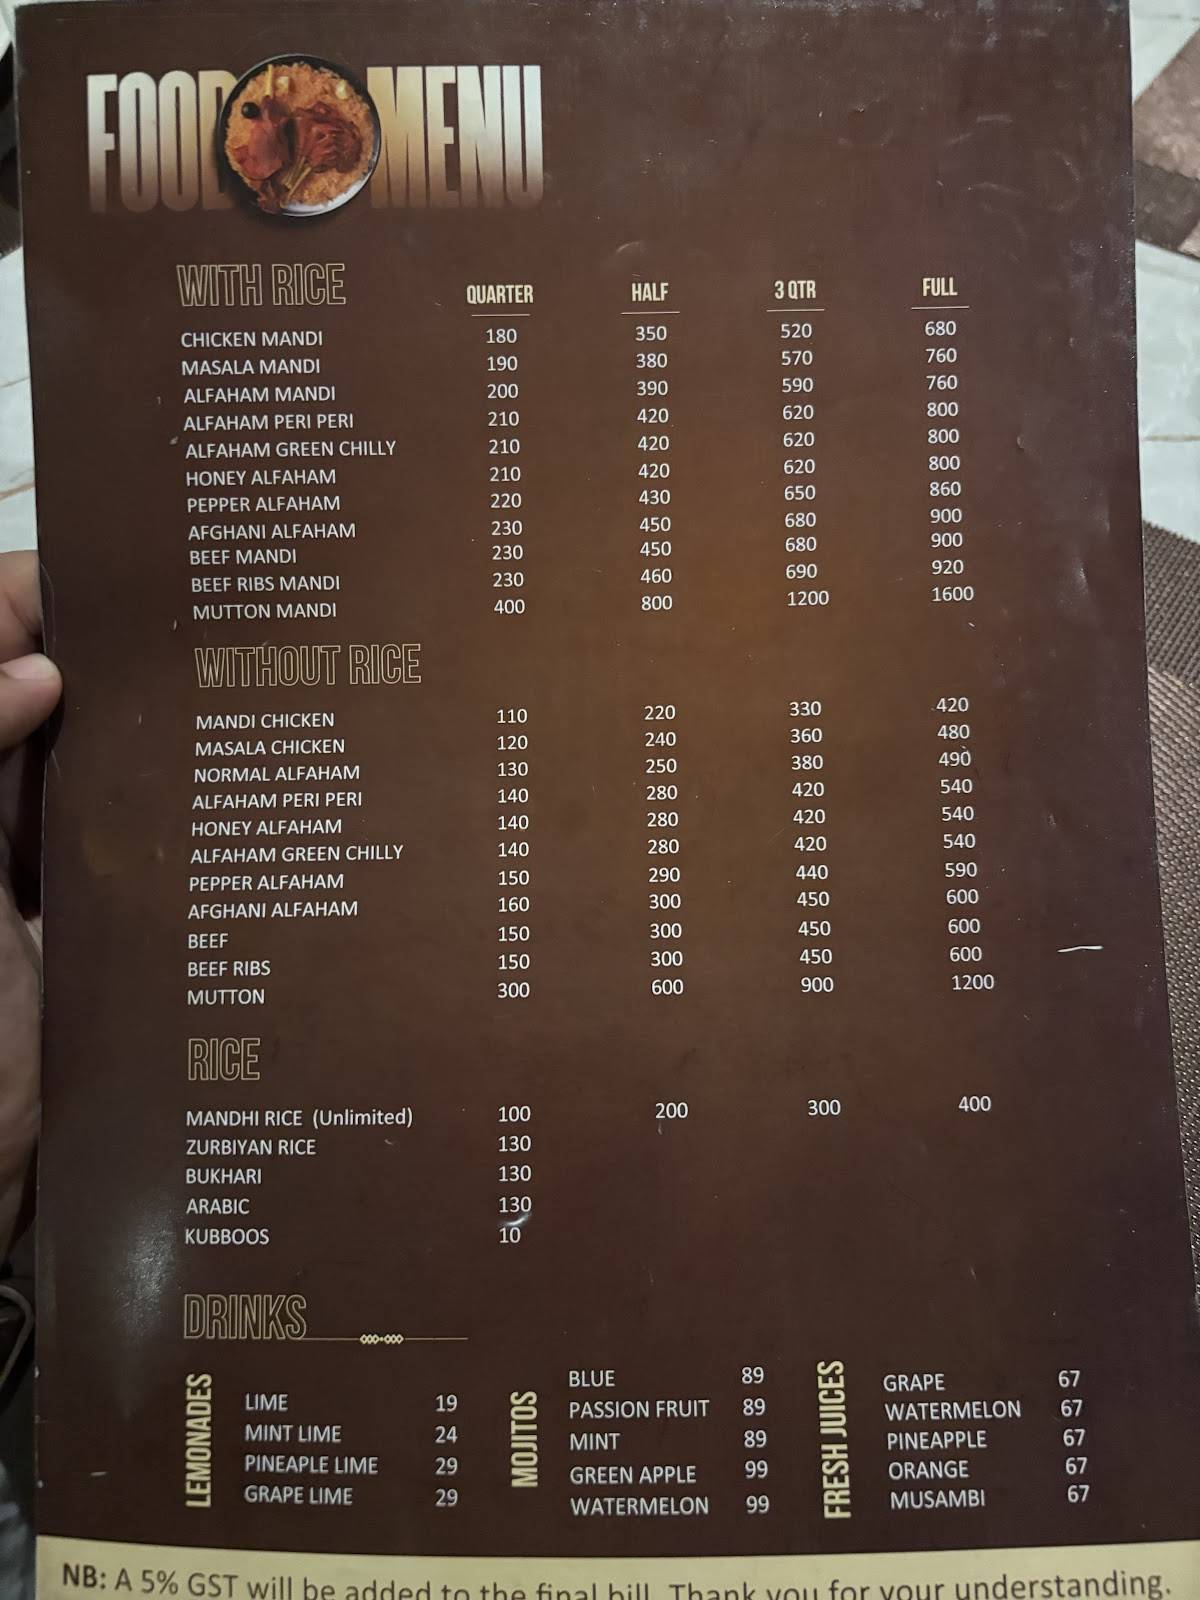 FOOD MENU
WITH RICE QUARTER HALF 3 QTR FULL
CHICKEN MANDI 180 350 520 680
MASALA MANDI 190 380 570 760
ALFAHAM MANDI 200 390 590 760
ALFAHAM PERI PERI 210 420 620 800
ALFAHAM GREEN CHILLY 210 420 620 800
HONEY ALFAHAM 210 420 620 800
PEPPER ALFAHAM 220 430 650 860
AFGHANI ALFAHAM 230 450 680 900
BEEF MANDI 230 450 680 900
BEEF RIBS MANDI 230 460 690 920
MUTTON MANDI 400 800 1200 1600
WITHOUT RICE
MANDI CHICKEN 110 220 330 420
MASALA CHICKEN 120 240 360 480
NORMAL ALFAHAM 130 250 380 490
ALFAHAM PERI PERI 140 280 420 540
HONEY ALFAHAM 140 280 420 540
ALFAHAM GREEN CHILLY 140 280 420 540
PEPPER ALFAHAM 150 290 440 590
AFGHANI ALFAHAM 160 300 450 600
BEEF 150 300 450 600
BEEF RIBS 150 300 450 600
MUTTON 300 600 900 1200
RICE
MANDHI RICE (Unlimited) 100 200 300 400
ZURBIYAN RICE 130
BUKHARI 130
ARABIC 130
KUBBOOS 10
DRINKS
LEMONADES
LIME 19
MINT LIME 24
PINEAPLE LIME 29
GRAPE LIME 29
MOJITOS
BLUE 89
PASSION FRUIT 89
MINT 89
GREEN APPLE 99
WATERMELON 99
FRESH JUICES
GRAPE 67
WATERMELON 67
PINEAPPLE 67
ORANGE 67
MUSAMBI 67
NB: A 5% GST will be added to the final bill. Thank you for your understanding.